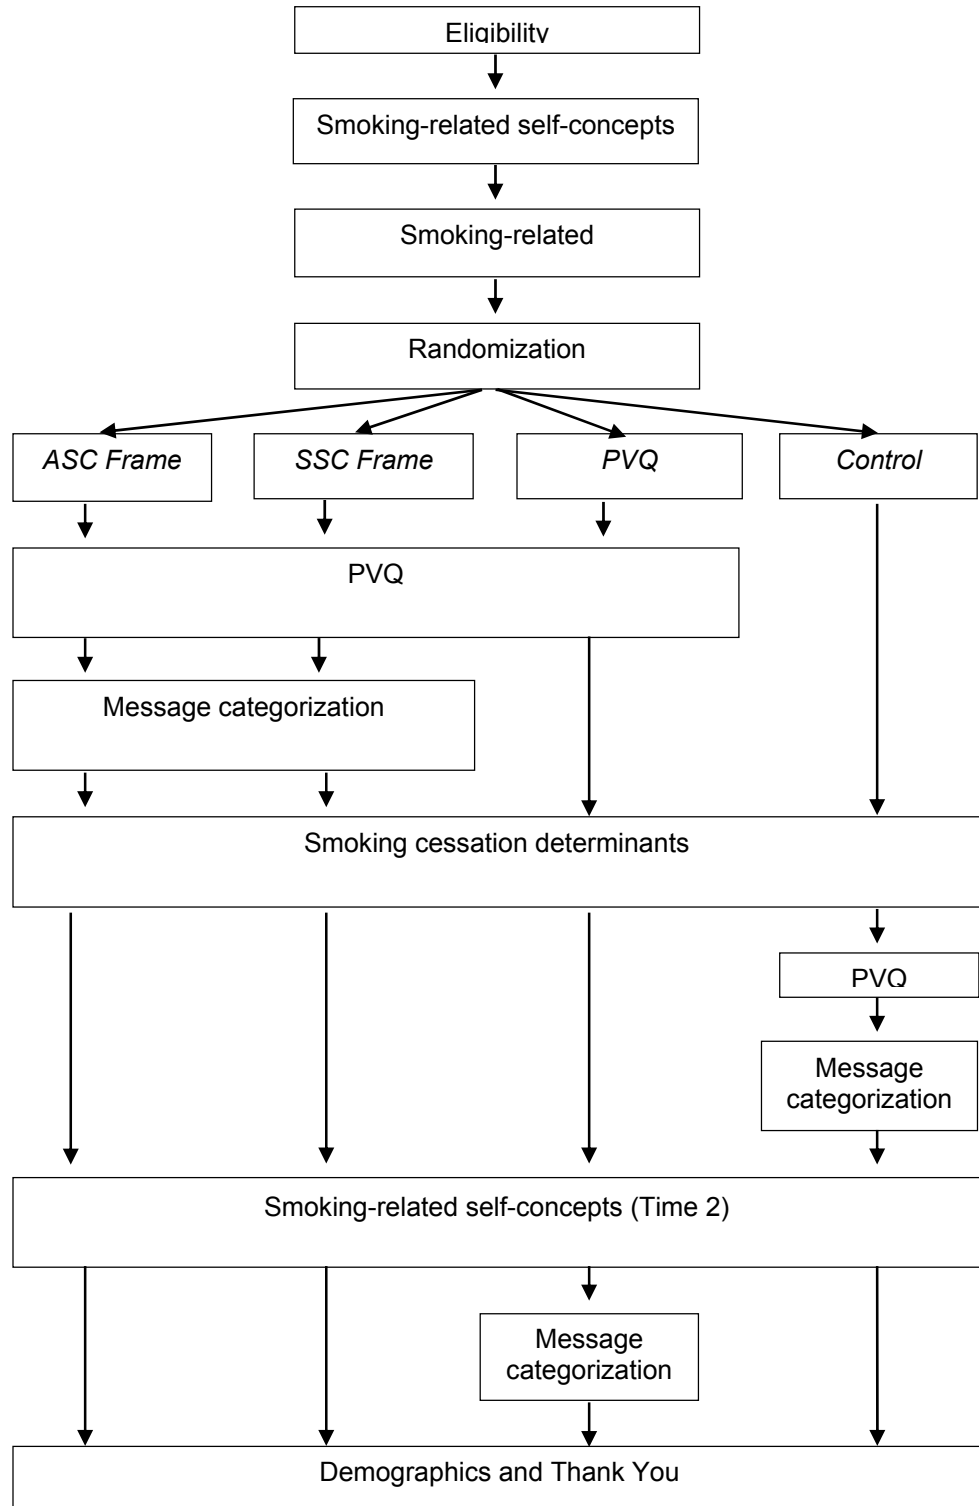 Eligibility
Smoking-related self-concepts
Smoking-related
Randomization
ASC Frame
SSC Frame
PVQ
Control
PVQ
Message categorization
Smoking cessation determinants
PVQ
Message
categorization
Smoking-related self-concepts (Time 2)
Message
categorization
Demographics and Thank You